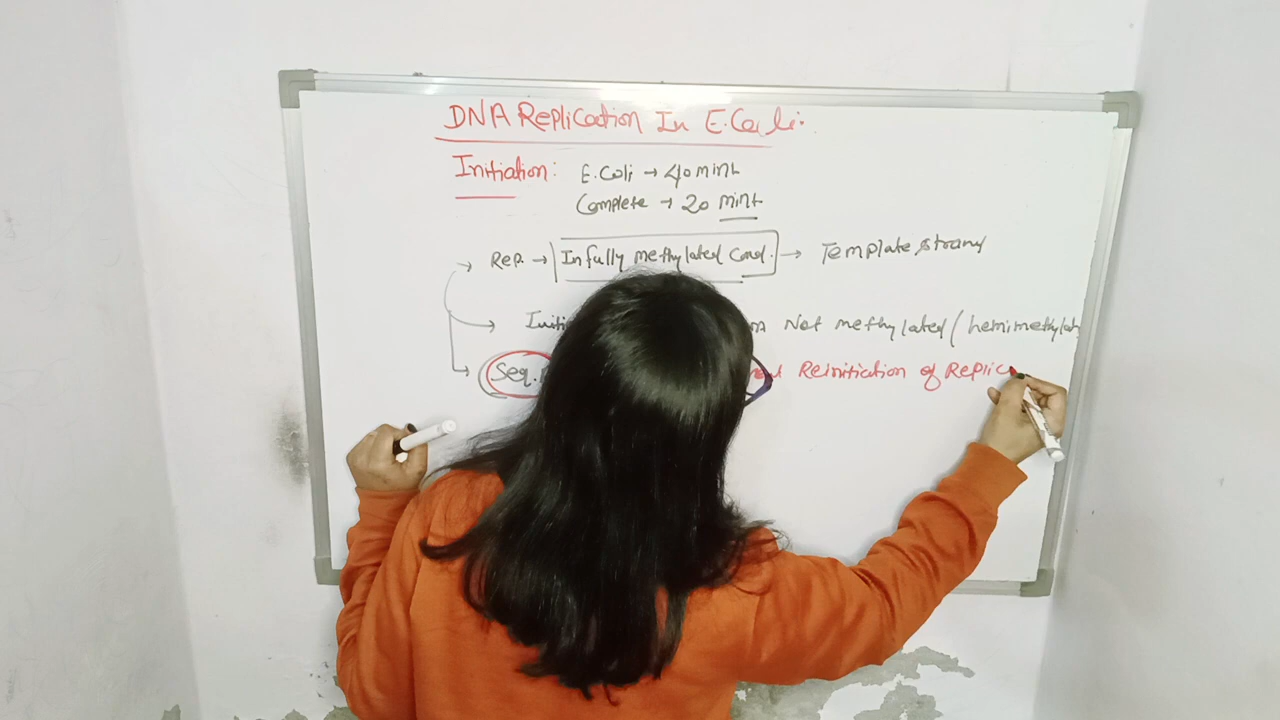 DNA Replication In E.Coli:
Initiation: E.Coli → 40 mint
Complete → 20 mint
Rep. → In fully methylated Cond. → Template strand
Not methylated (hemimethylat
Seq. Reinitiation of Replic